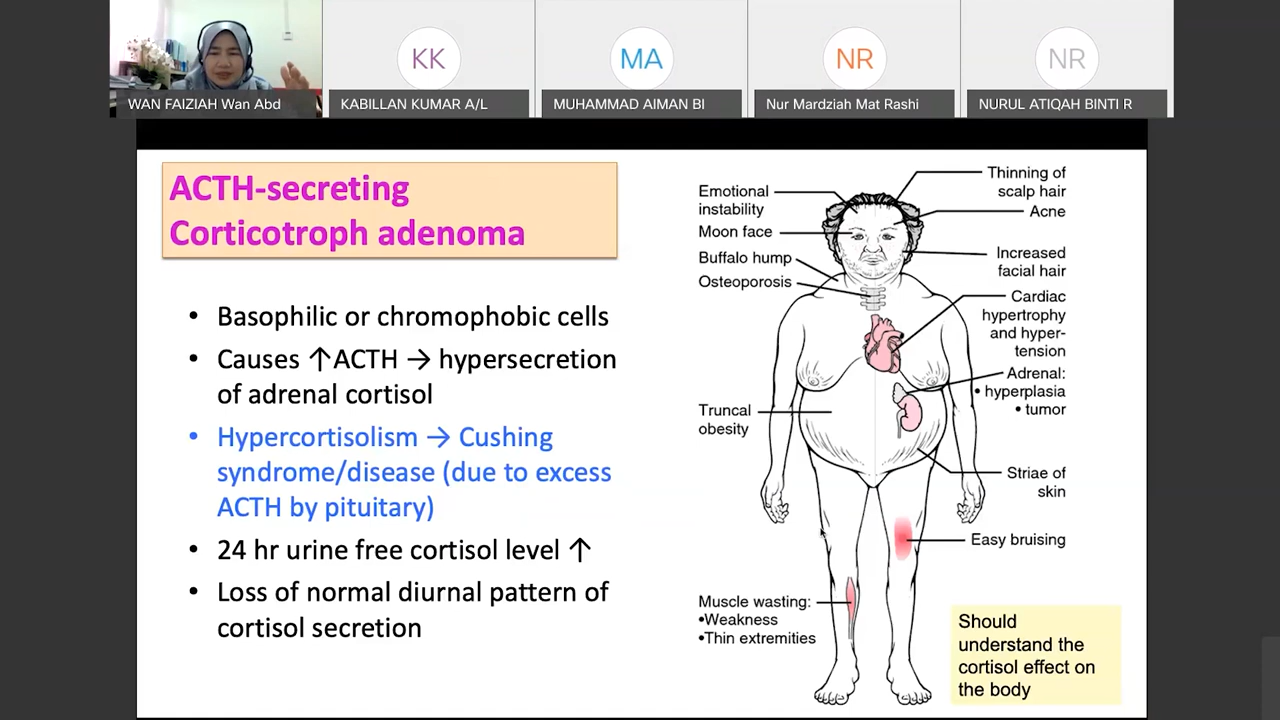 WAN FAIZIAH Wan Abd
KK
KABILLAN KUMAR A/L
MA
MUHAMMAD AIMAN BI
NR
Nur Mardziah Mat Rashi
NR
NURUL ATIQAH BINTI R
ACTH-secreting
Corticotroph adenoma
• Basophilic or chromophobic cells
• Causes ↑ACTH → hypersecretion
of adrenal cortisol
• Hypercortisolism → Cushing
syndrome/disease (due to excess
ACTH by pituitary)
• 24 hr urine free cortisol level ↑
• Loss of normal diurnal pattern of
cortisol secretion
Emotional
instability
Moon face
Buffalo hump
Osteoporosis
Truncal
obesity
Muscle wasting:
•Weakness
•Thin extremities
Thinning of
scalp hair
Acne
Increased
facial hair
Cardiac
hypertrophy
and hyper-
tension
Adrenal:
• hyperplasia
• tumor
Striae of
skin
Easy bruising
Should
understand the
cortisol effect on
the body